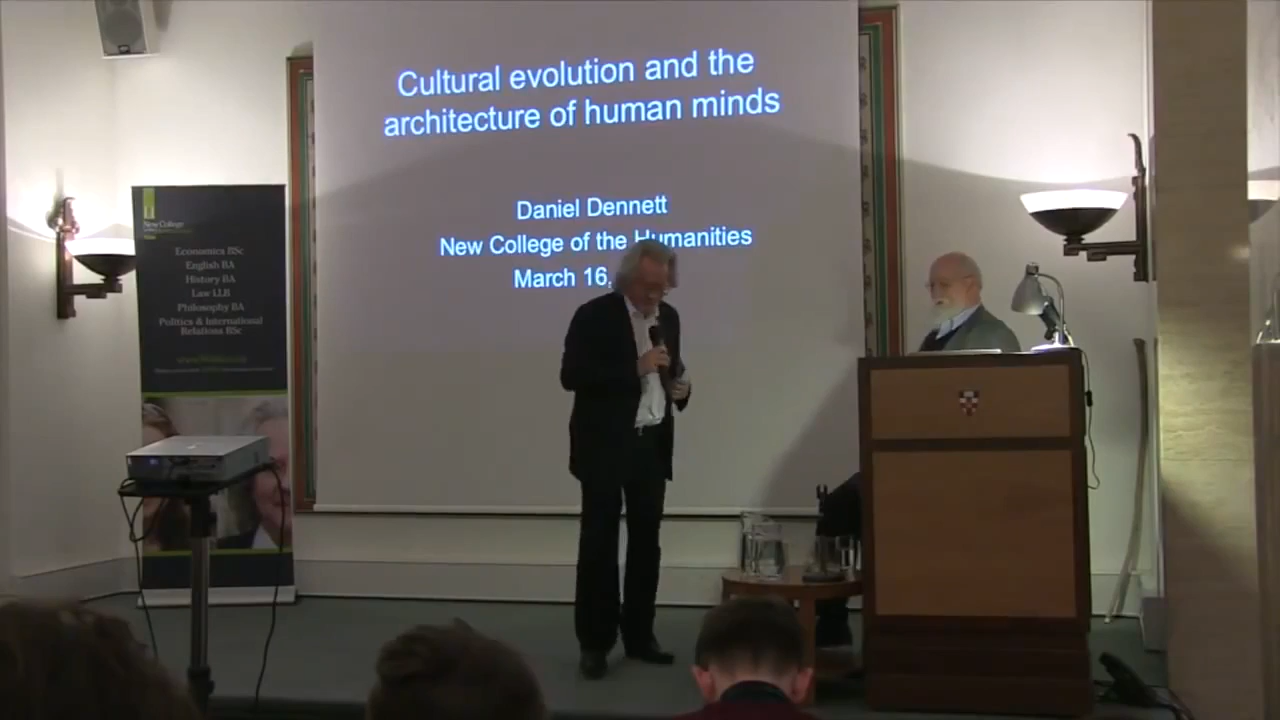 Cultural evolution and the
architecture of human minds
Daniel Dennett
New College of the Humanities
March 16,
New College
Economics BSc
English BA
History BA
Law LLB
Philosophy BA
Politics & International
Relations BSc